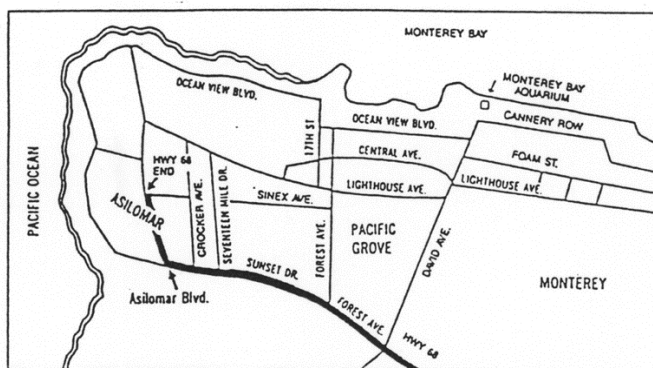 MONTEREY BAY
MONTEREY BAY
AQUARIUM
OCEAN VIEW BLVD.
OCEAN VIEW BLVD.
CANNERY ROW
17TH ST
CENTRAL AVE.
FOAM ST.
HWY 68
END
LIGHTHOUSE AVE.
LIGHTHOUSE AVE.
SINEX AVE.
PACIFIC OCEAN
ASILOMAR
CROCKER AVE.
SEVENTEEN MILE DR.
FOREST AVE.
PACIFIC
GROVE
DAVID AVE.
SUNSET DR.
MONTEREY
Asilomar Blvd.
FOREST AVE.
HWY 68